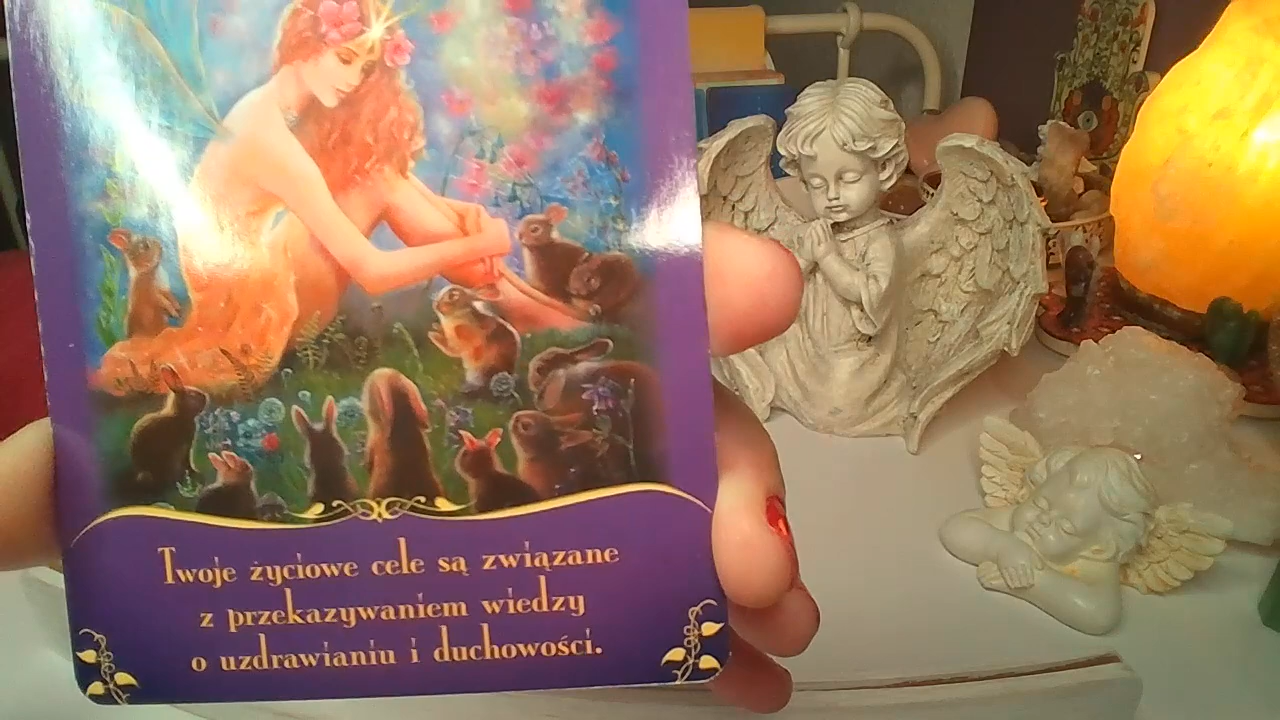 Twoje życiowe cele są związane
z przekazywaniem wiedzy
o uzdrawianiu i duchowości.